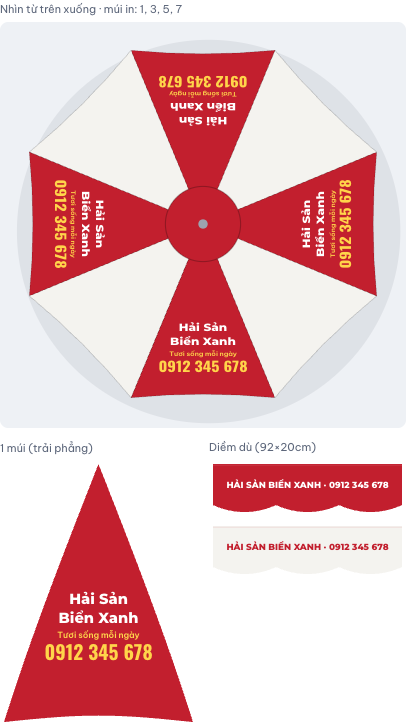 Nhìn từ trên xuống · múi in: 1, 3, 5, 7
Hải Sản
Biển Xanh
Tươi sống mỗi ngày
0912 345 678
Hải Sản
Biển Xanh
Tươi sống mỗi ngày
0912 345 678
Hải Sản
Biển Xanh
Tươi sống mỗi ngày
0912 345 678
Hải Sản
Biển Xanh
Tươi sống mỗi ngày
0912 345 678
1 múi (trải phẳng)
Diềm dù (92×20cm)
HẢI SẢN BIỂN XANH · 0912 345 678
HẢI SẢN BIỂN XANH · 0912 345 678
Hải Sản
Biển Xanh
Tươi sống mỗi ngày
0912 345 678